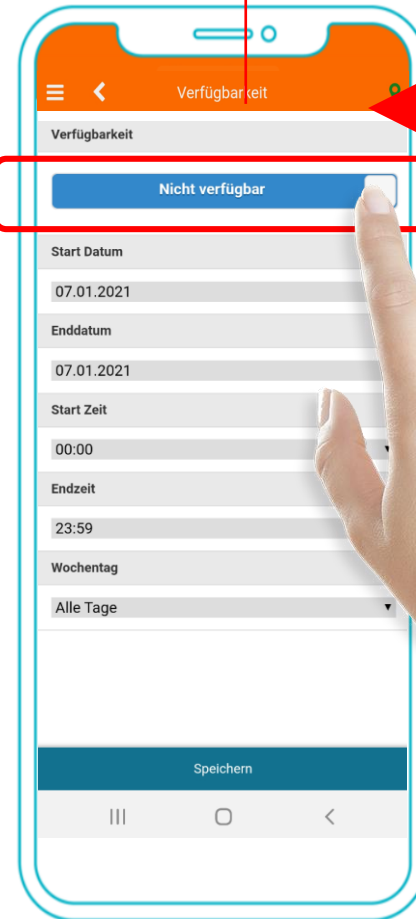 Verfügbarkeit
Verfügbarkeit
Nicht verfügbar
Start Datum
07.01.2021
Enddatum
07.01.2021
Start Zeit
00:00
Endzeit
23:59
Wochentag
Alle Tage
Speichern